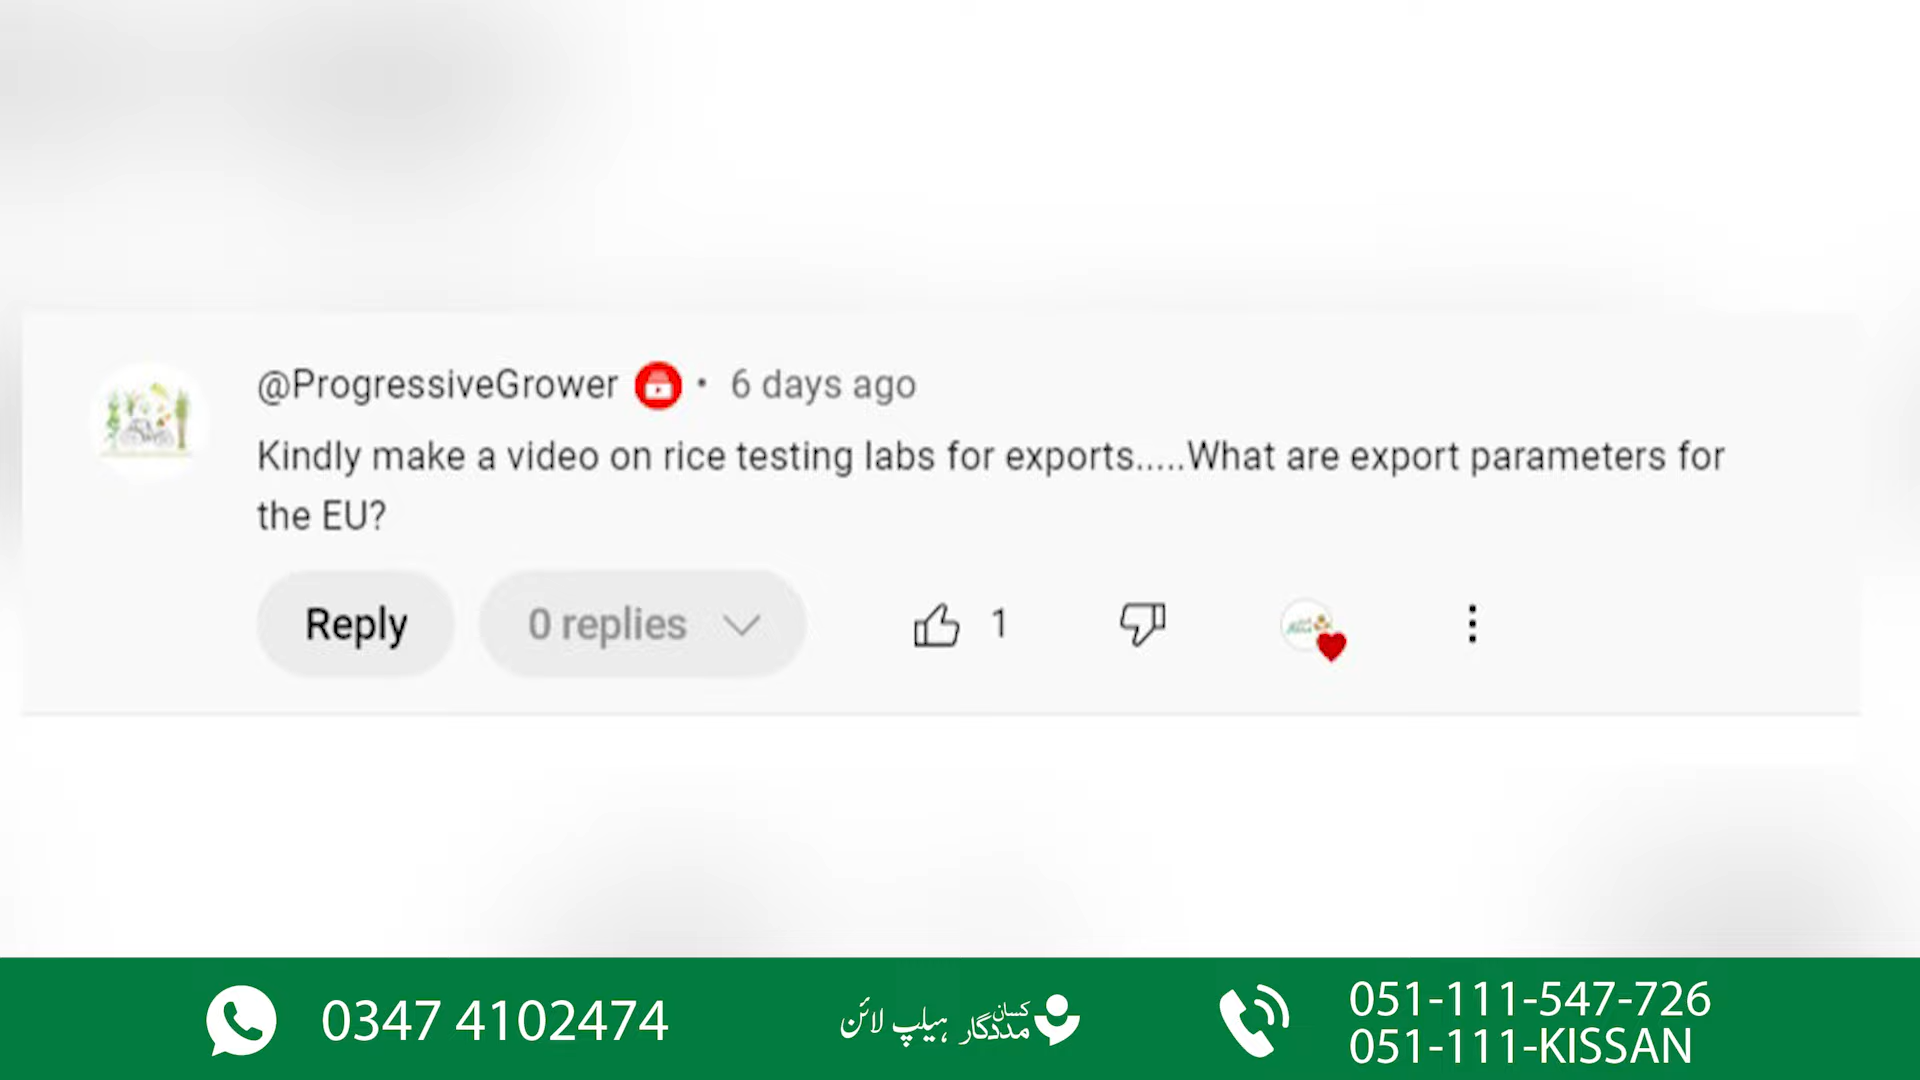 @ProgressiveGrower • 6 days ago
Kindly make a video on rice testing labs for exports.....What are export parameters for
the EU?
Reply 0 replies 1
0347 4102474
کسان مددگار ہیلپ لائن
051-111-547-726
051-111-KISSAN